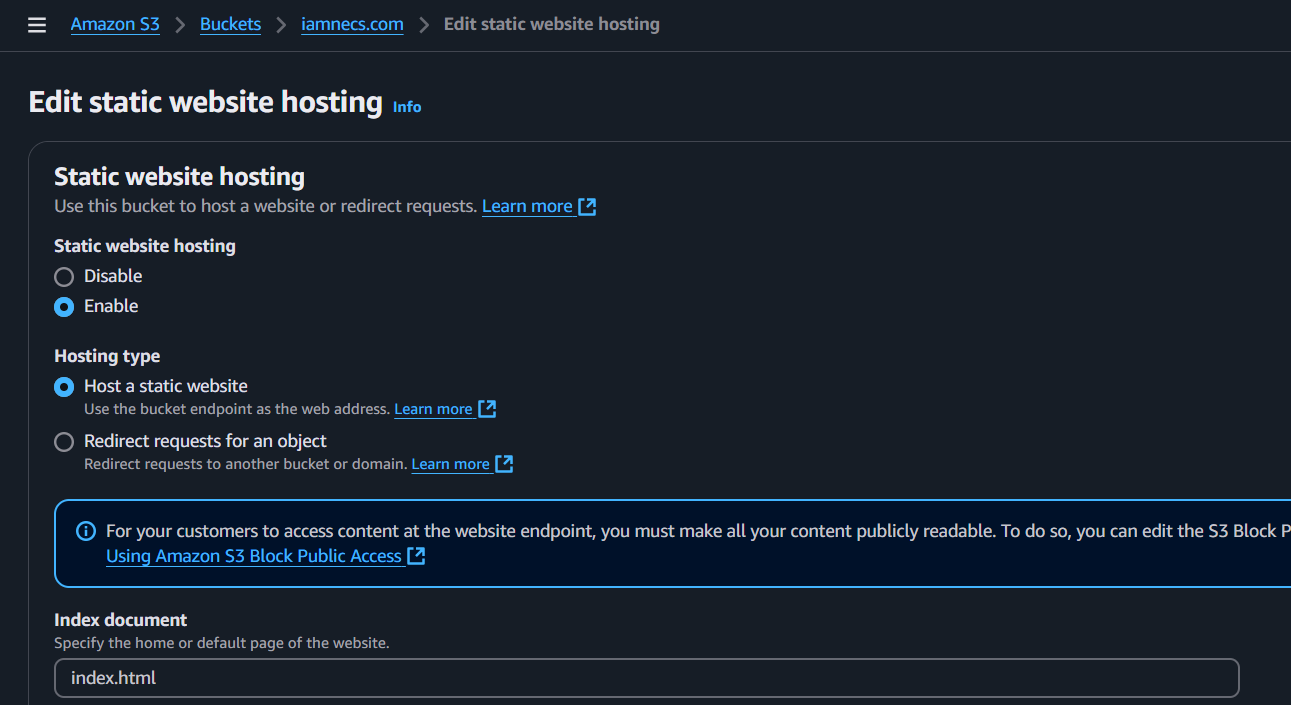 Amazon S3 > Buckets > iamnecs.com > Edit static website hosting
Edit static website hosting Info
Static website hosting
Use this bucket to host a website or redirect requests. Learn more
Static website hosting
Disable
Enable
Hosting type
Host a static website
Use the bucket endpoint as the web address. Learn more
Redirect requests for an object
Redirect requests to another bucket or domain. Learn more
For your customers to access content at the website endpoint, you must make all your content publicly readable. To do so, you can edit the S3 Block P
Using Amazon S3 Block Public Access
Index document
Specify the home or default page of the website.
index.html